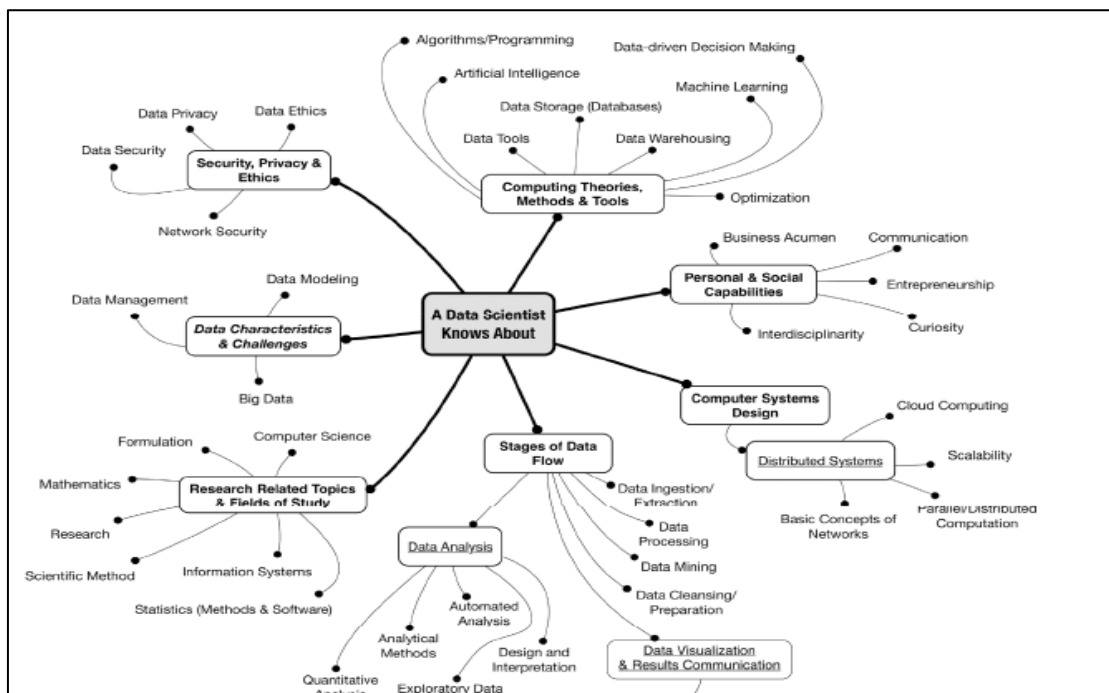 Algorithms/Programming
Data-driven Decision Making
Artificial Intelligence
Machine Learning
Data Storage (Databases)
Data Privacy
Data Ethics
Data Tools
Data Warehousing
Data Security
Security, Privacy &
Ethics
Computing Theories,
Methods & Tools
Optimization
Network Security
Business Acumen
Communication
Personal & Social
Capabilities
Entrepreneurship
Interdisciplinarity
Curiosity
Data Modeling
Data Management
Data Characteristics
& Challenges
Big Data
A Data Scientist
Knows About
Computer Systems
Design
Cloud Computing
Distributed Systems
Scalability
Basic Concepts of
Networks
Parallel/Distributed
Computation
Formulation
Computer Science
Mathematics
Research Related Topics
& Fields of Study
Research
Scientific Method
Information Systems
Statistics (Methods & Software)
Stages of Data
Flow
Data Ingestion/
Extraction
Data
Processing
Data Mining
Data Cleansing/
Preparation
Data Visualization
& Results Communication
Data Analysis
Automated
Analysis
Analytical
Methods
Design and
Interpretation
Quantitative
Analysis
Exploratory Data